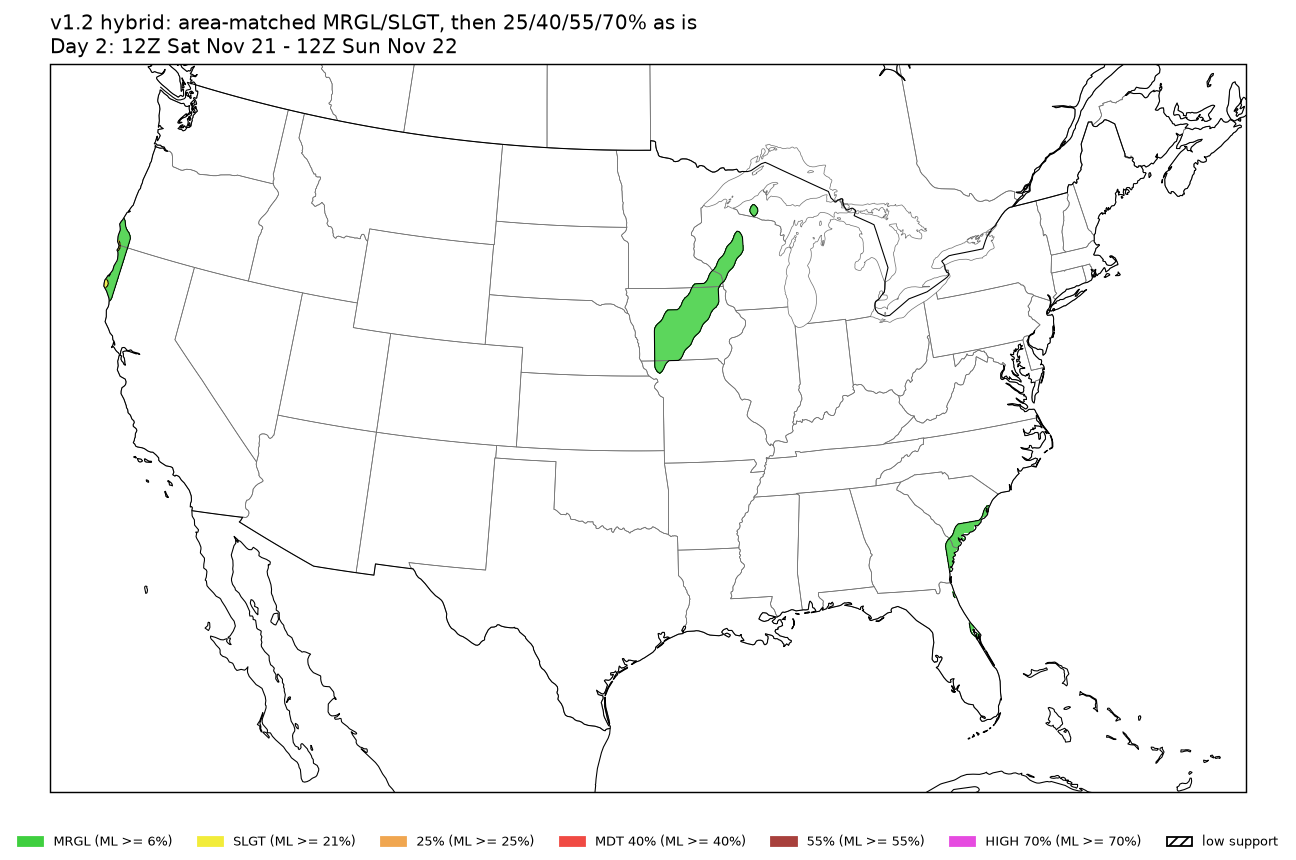 v1.2 hybrid: area-matched MRGL/SLGT, then 25/40/55/70% as is
Day 2: 12Z Sat Nov 21 - 12Z Sun Nov 22
MRGL (ML >= 6%) SLGT (ML >= 21%) 25% (ML >= 25%) MDT 40% (ML >= 40%) 55% (ML >= 55%) HIGH 70% (ML >= 70%) low support